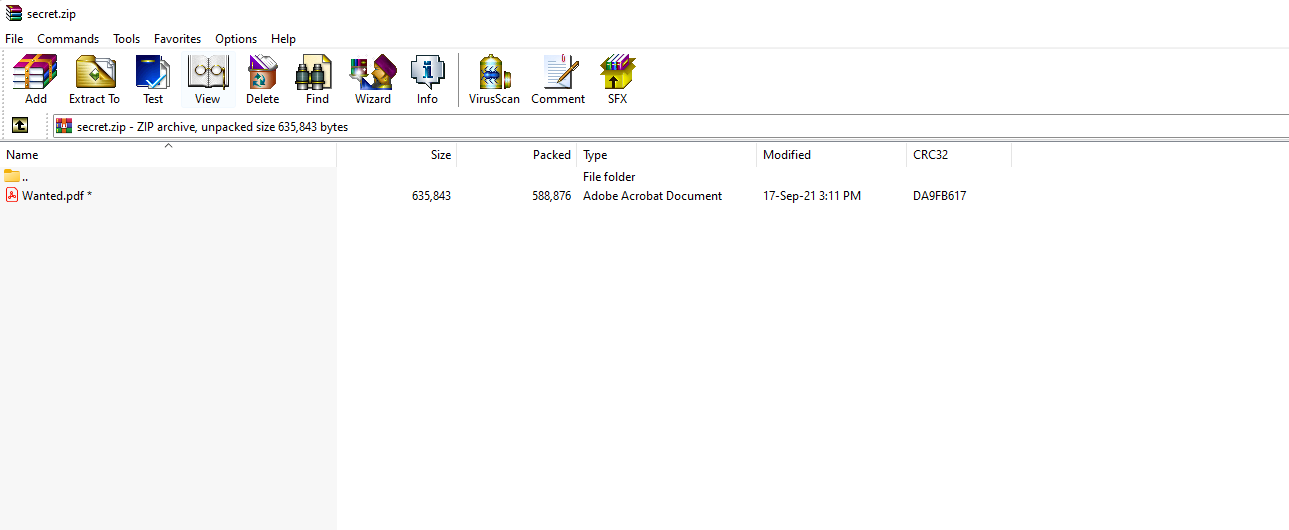 secret.zip
File Commands Tools Favorites Options Help
Add Extract To Test View Delete Find Wizard Info VirusScan Comment SFX
secret.zip - ZIP archive, unpacked size 635,843 bytes
Name Size Packed Type Modified CRC32
.. File folder
Wanted.pdf * 635,843 588,876 Adobe Acrobat Document 17-Sep-21 3:11 PM DA9FB617